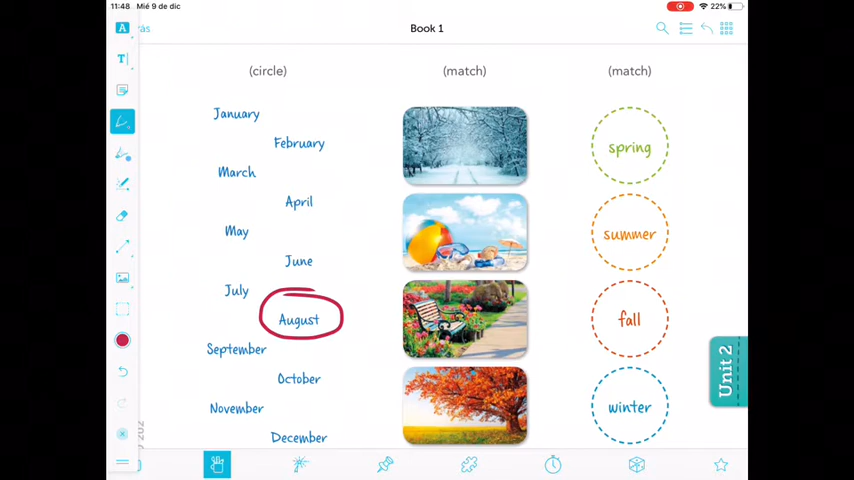 11:48 Mié 9 de dic
22%
A
rás
Book 1
T
(circle)
(match)
(match)
January
February
March
April
May
June
July
August
September
October
November
December
spring
summer
fall
winter
Unit 2